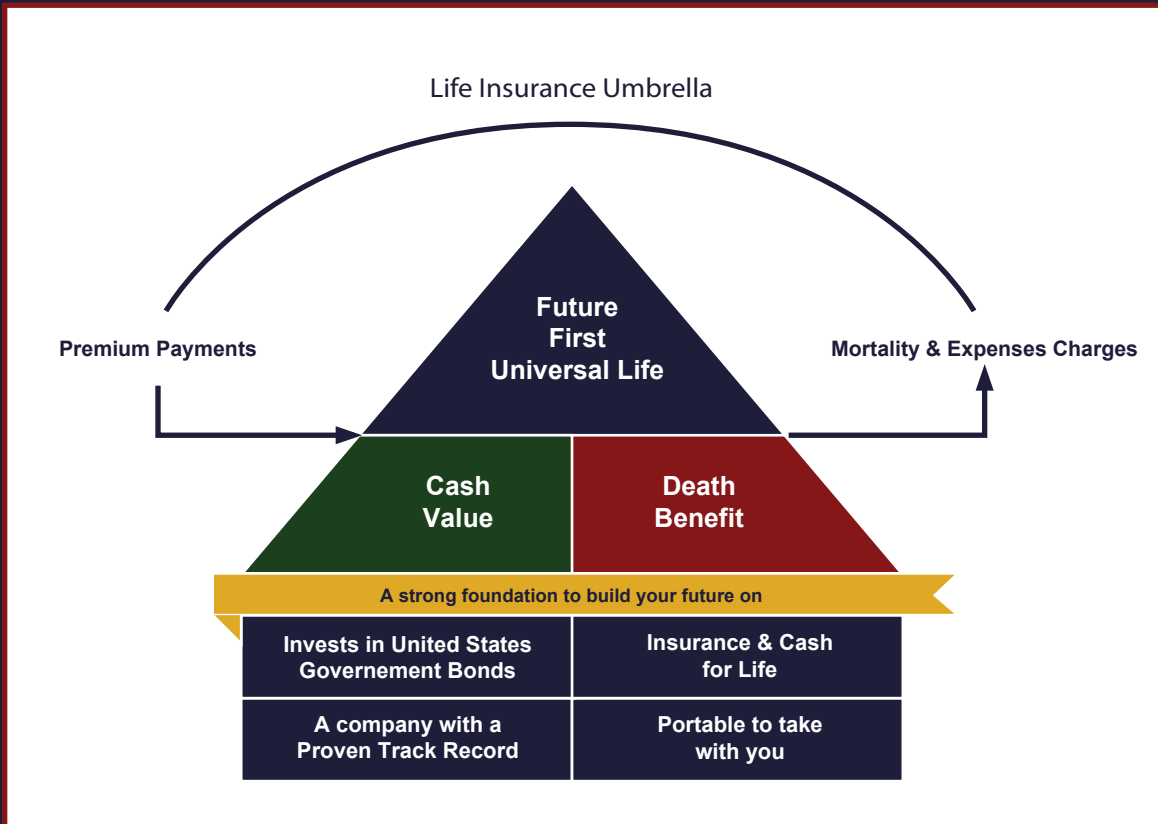 Life Insurance Umbrella
Future
First
Universal Life
Premium Payments
Mortality & Expenses Charges
Cash
Value
Death
Benefit
A strong foundation to build your future on
Invests in United States
Governement Bonds
Insurance & Cash
for Life
A company with a
Proven Track Record
Portable to take
with you